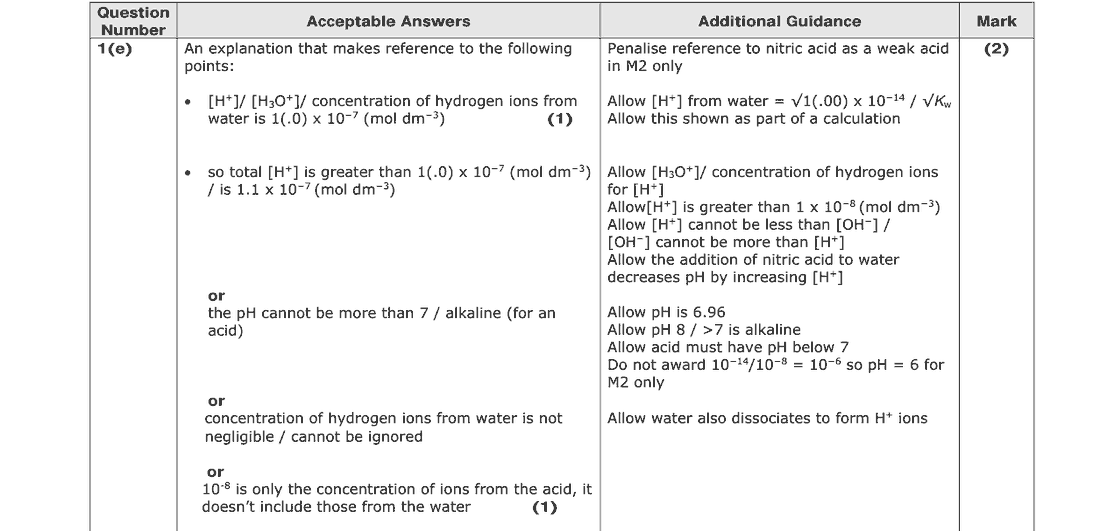 Question Number
Acceptable Answers
Additional Guidance
Mark
1(e)
An explanation that makes reference to the following
points:
• [H⁺]/ [H₃O⁺]/ concentration of hydrogen ions from
water is 1(.0) x 10⁻⁷ (mol dm⁻³) (1)
• so total [H⁺] is greater than 1(.0) x 10⁻⁷ (mol dm⁻³)
/ is 1.1 x 10⁻⁷ (mol dm⁻³)
or
the pH cannot be more than 7 / alkaline (for an
acid)
or
concentration of hydrogen ions from water is not
negligible / cannot be ignored
or
10⁻⁸ is only the concentration of ions from the acid, it
doesn't include those from the water (1)
Penalise reference to nitric acid as a weak acid
in M2 only
Allow [H⁺] from water = √1(.00) x 10⁻¹⁴ / √Kw
Allow this shown as part of a calculation
Allow [H₃O⁺]/ concentration of hydrogen ions
for [H⁺]
Allow[H⁺] is greater than 1 x 10⁻⁸ (mol dm⁻³)
Allow [H⁺] cannot be less than [OH⁻] /
[OH⁻] cannot be more than [H⁺]
Allow the addition of nitric acid to water
decreases pH by increasing [H⁺]
Allow pH is 6.96
Allow pH 8 / >7 is alkaline
Allow acid must have pH below 7
Do not award 10⁻¹⁴/10⁻⁸ = 10⁻⁶ so pH = 6 for
M2 only
Allow water also dissociates to form H⁺ ions
(2)